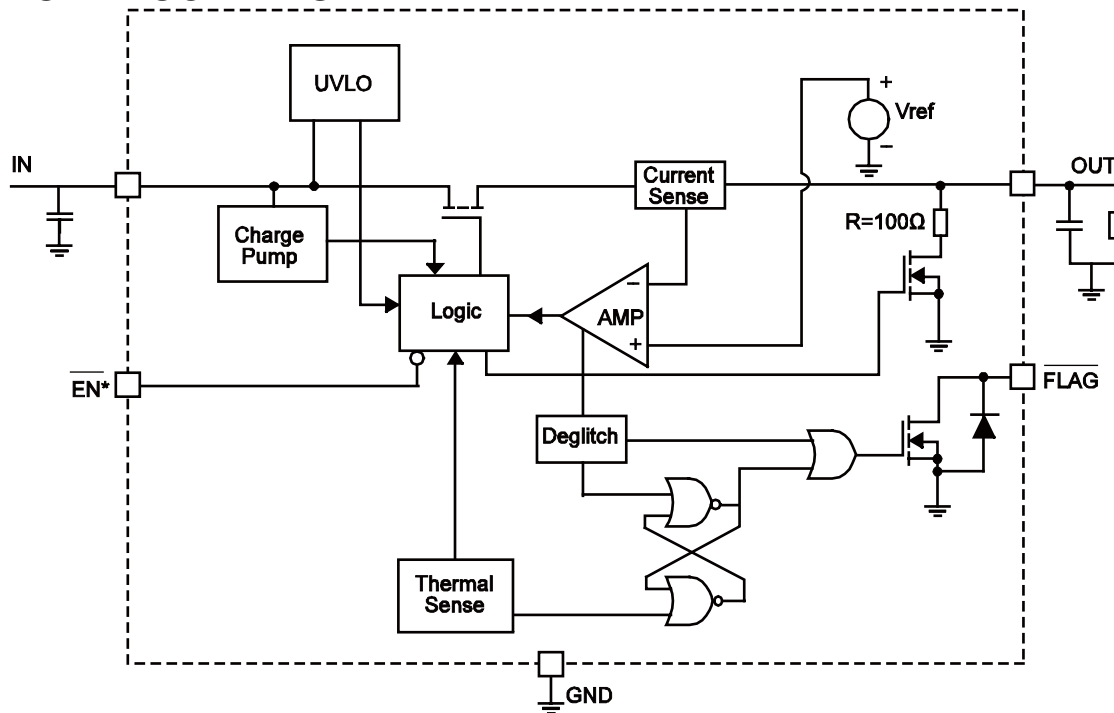 UVLO
+
Vref
−
IN
Current
Sense
OUT
Charge
Pump
R=100Ω
Logic
−
AMP
+
EN*
FLAG
Deglitch
Thermal
Sense
GND